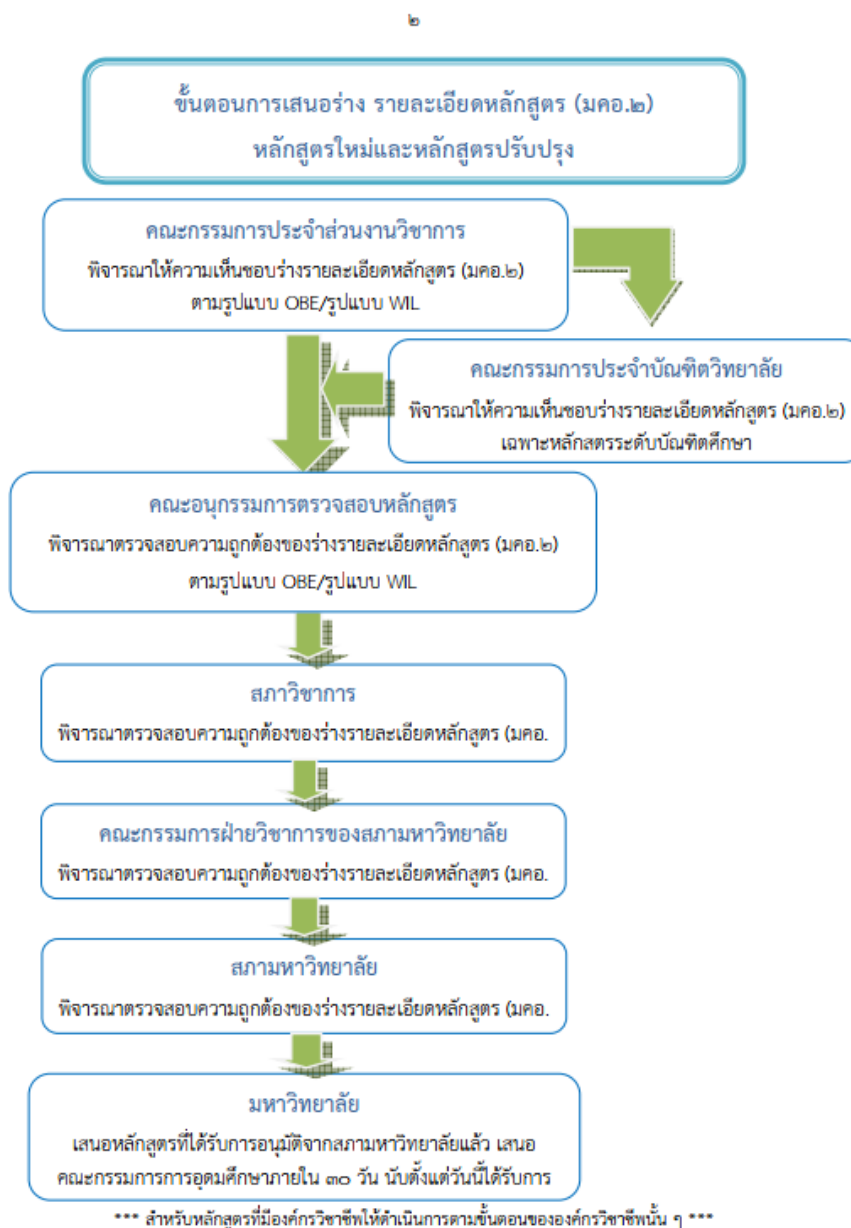 ๒
ขั้นตอนการเสนอร่าง รายละเอียดหลักสูตร (มคอ.๒)
หลักสูตรใหม่และหลักสูตรปรับปรุง
คณะกรรมการประจำส่วนงานวิชาการ
พิจารณาให้ความเห็นชอบร่างรายละเอียดหลักสูตร (มคอ.๒)
ตามรูปแบบ OBE/รูปแบบ WIL
คณะกรรมการประจำบัณฑิตวิทยาลัย
พิจารณาให้ความเห็นชอบร่างรายละเอียดหลักสูตร (มคอ.๒)
เฉพาะหลักสตรระดับบัณฑิตศึกษา
คณะอนุกรรมการตรวจสอบหลักสูตร
พิจารณาตรวจสอบความถูกต้องของร่างรายละเอียดหลักสูตร (มคอ.๒)
ตามรูปแบบ OBE/รูปแบบ WIL
สภาวิชาการ
พิจารณาตรวจสอบความถูกต้องของร่างรายละเอียดหลักสูตร (มคอ.
คณะกรรมการฝ่ายวิชาการของสภามหาวิทยาลัย
พิจารณาตรวจสอบความถูกต้องของร่างรายละเอียดหลักสูตร (มคอ.
สภามหาวิทยาลัย
พิจารณาตรวจสอบความถูกต้องของร่างรายละเอียดหลักสูตร (มคอ.
มหาวิทยาลัย
เสนอหลักสูตรที่ได้รับการอนุมัติจากสภามหาวิทยาลัยแล้ว เสนอ
คณะกรรมการการอุดมศึกษาภายใน ๓๐ วัน นับตั้งแต่วันนี้ได้รับการ
*** สำหรับหลักสูตรที่มีองค์กรวิชาชีพให้ดำเนินการตามขั้นตอนขององค์กรวิชาชีพนั้น ๆ ***